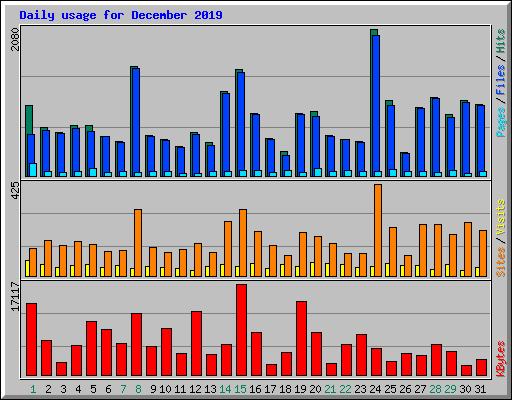 Daily usage for December 2019
2080
Pages / Files / Hits
425
Sites / Visits
17117
KBytes
1 2 3 4 5 6 7 8 9 10 11 12 13 14 15 16 17 18 19 20 21 22 23 24 25 26 27 28 29 30 31